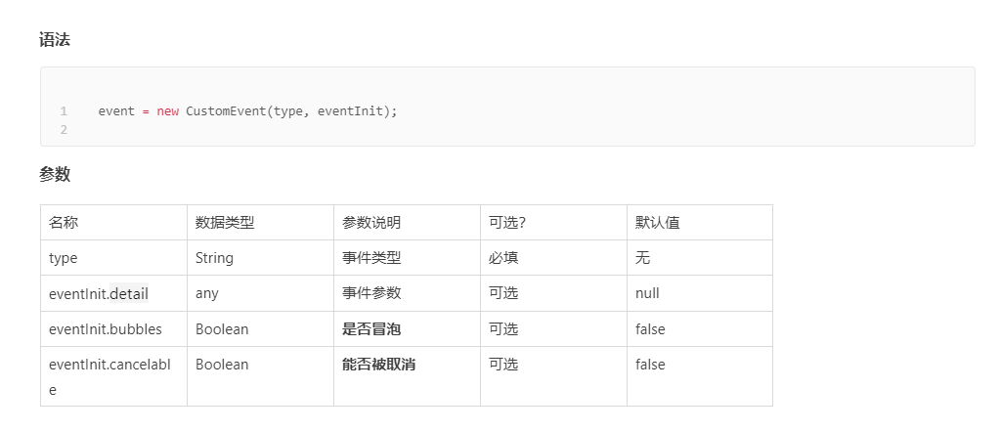 语法
1 event = new CustomEvent(type, eventInit);
2
参数
名称 数据类型 参数说明 可选? 默认值
type String 事件类型 必填 无
eventInit.detail any 事件参数 可选 null
eventInit.bubbles Boolean 是否冒泡 可选 false
eventInit.cancelabl Boolean 能否被取消 可选 false
e